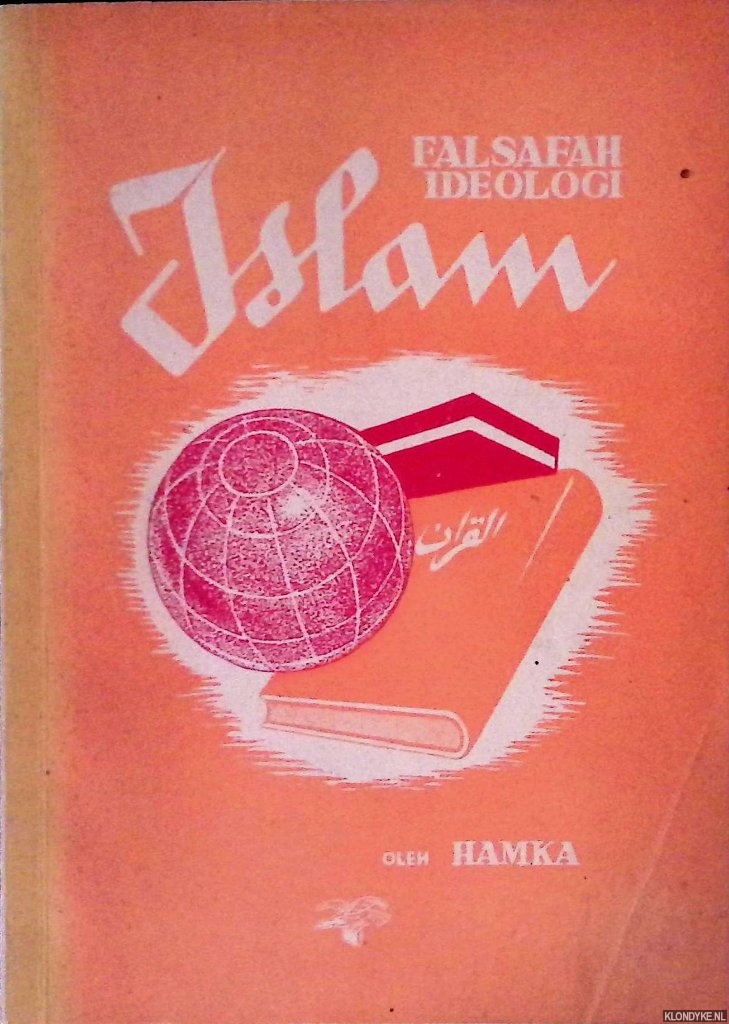 FALSAFAH
IDEOLOGI
Islam
القرآن
OLEH HAMKA
KLONDYKE.NL